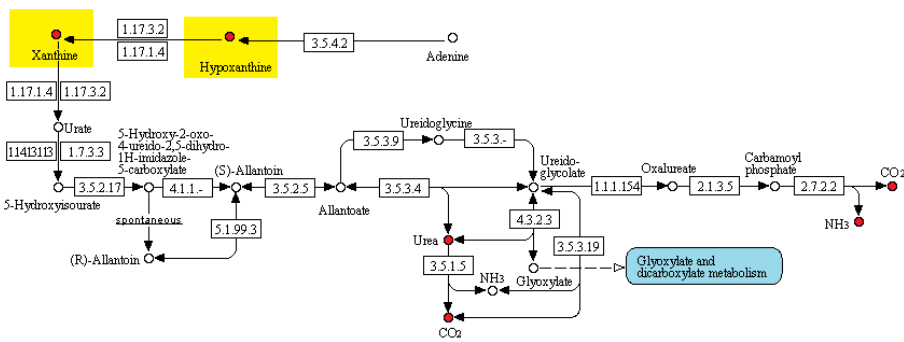 1.17.3.2
1.17.1.4
3.5.4.2
Xanthine
Hypoxanthine
Adenine
1.17.1.4
1.17.3.2
Urate
11413113
1.7.3.3
5-Hydroxy-2-oxo-
4-ureido-2,5-dihydro-
1H-imidazole-
5-carboxylate
3.5.2.17
5-Hydroxyisourate
4.1.1.-
(S)-Allantoin
spontaneous
5.1.99.3
(R)-Allantoin
3.5.2.5
Allantoate
3.5.3.9
Ureidoglycine
3.5.3.-
3.5.3.4
Ureido-
glycolate
1.1.1.154
Oxalurate
2.1.3.5
Carbamoyl
phosphate
2.7.2.2
CO2
NH3
Urea
4.3.2.3
3.5.3.19
3.5.1.5
NH3
Glyoxylate
Glyoxylate and
dicarboxylate metabolism
CO2